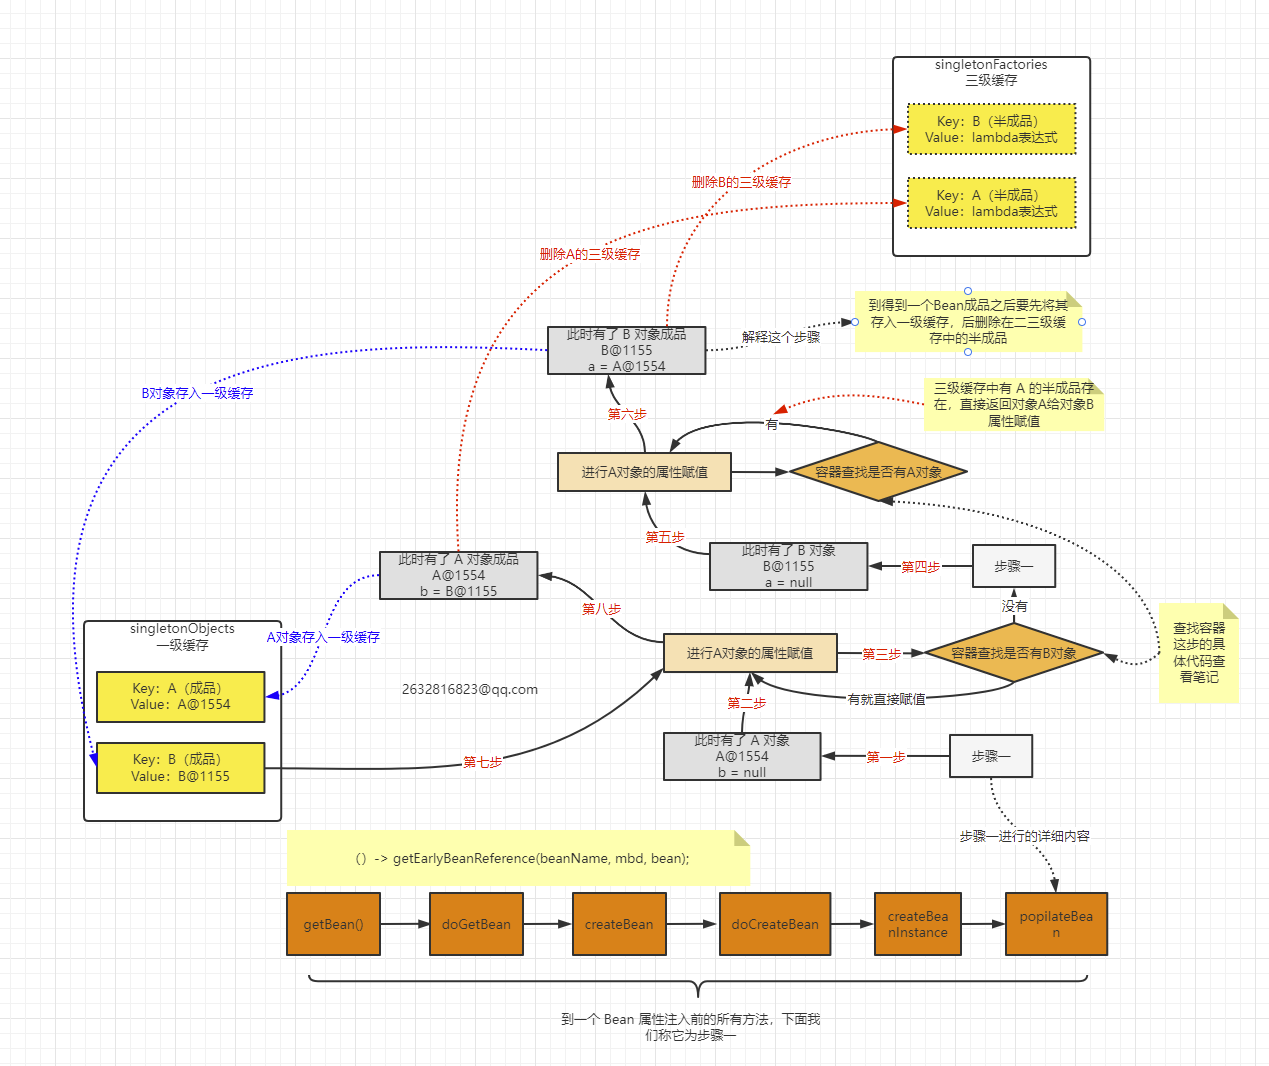 singletonFactories
三级缓存
Key：B（半成品）
Value：lambda表达式
删除B的三级缓存
Key：A（半成品）
Value：lambda表达式
删除A的三级缓存
到得到一个Bean成品之后要先将其
存入一级缓存，后删除在二三级缓
存中的半成品
此时有了 B 对象成品
B@1155
a = A@1554
解释这个步骤
B对象存入一级缓存
三级缓存中有 A 的半成品存
在，直接返回对象A给对象B
属性赋值
第六步
有
进行A对象的属性赋值
容器查找是否有A对象
第五步
此时有了 B 对象
B@1155
a = null
第四步
步骤一
此时有了 A 对象成品
A@1554
b = B@1155
第八步
没有
singletonObjects
一级缓存
A对象存入一级缓存
进行A对象的属性赋值
第三步
容器查找是否有B对象
查找容器
这步的具
体代码查
看笔记
Key：A（成品）
Value：A@1554
2632816823@qq.com
第二步
有就直接赋值
此时有了 A 对象
A@1554
b = null
第一步
步骤一
Key：B（成品）
Value：B@1155
第七步
步骤一进行的详细内容
（）-> getEarlyBeanReference(beanName, mbd, bean);
getBean()
doGetBean
createBean
doCreateBean
createBea
nInstance
popilateBea
n
到一个 Bean 属性注入前的所有方法，下面我
们称它为步骤一